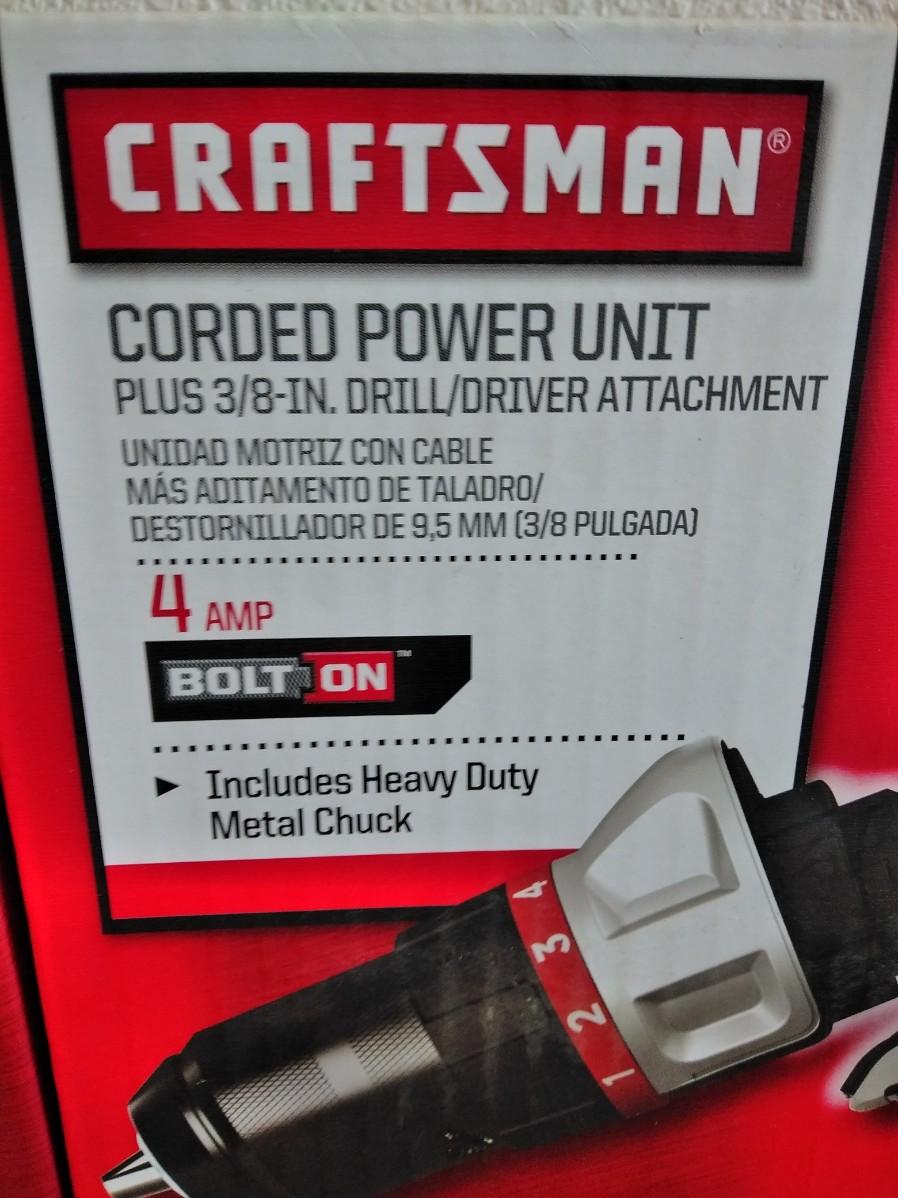 CRAFTSMAN®
CORDED POWER UNIT
PLUS 3/8-IN. DRILL/DRIVER ATTACHMENT
UNIDAD MOTRIZ CON CABLE
MÁS ADITAMENTO DE TALADRO/
DESTORNILLADOR DE 9,5 MM (3/8 PULGADA)
4 AMP
BOLT ON™
► Includes Heavy Duty
Metal Chuck
4
3
2
1